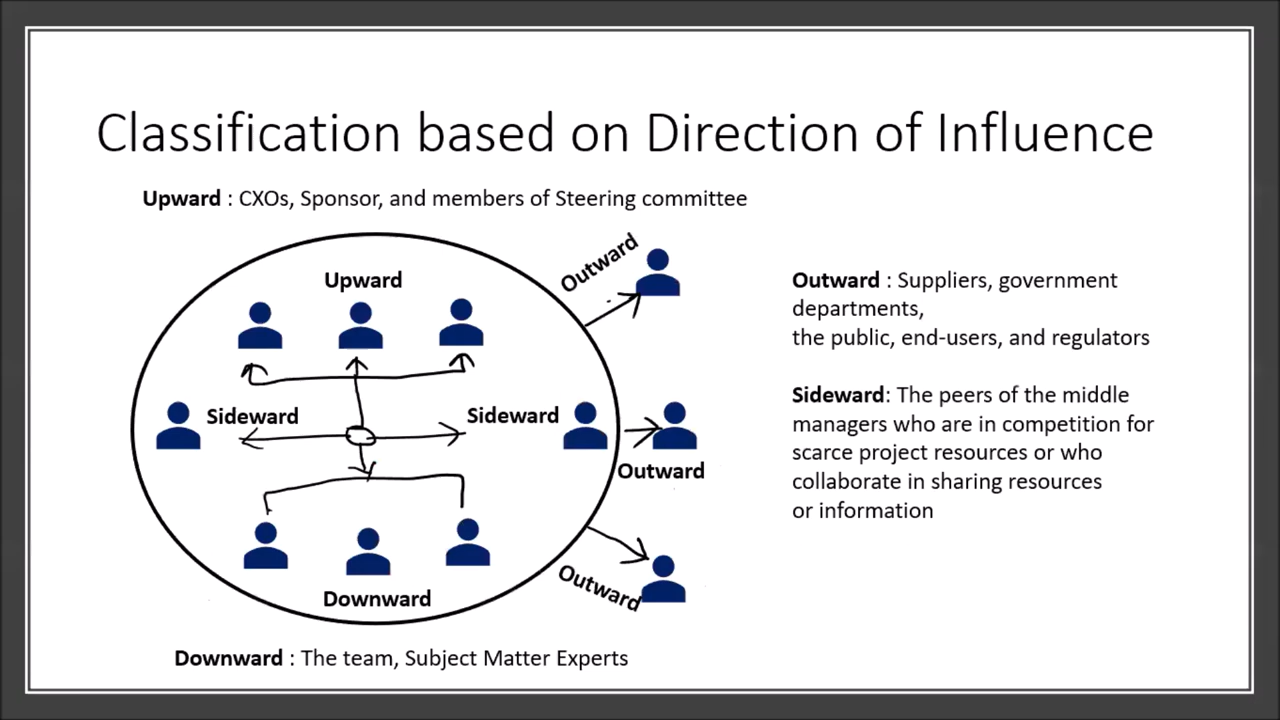 Classification based on Direction of Influence
Upward : CXOs, Sponsor, and members of Steering committee
Outward
Upward
Outward : Suppliers, government
departments,
the public, end-users, and regulators
Sideward
Sideward
Sideward: The peers of the middle
managers who are in competition for
scarce project resources or who
collaborate in sharing resources
or information
Outward
Outward
Downward
Downward : The team, Subject Matter Experts